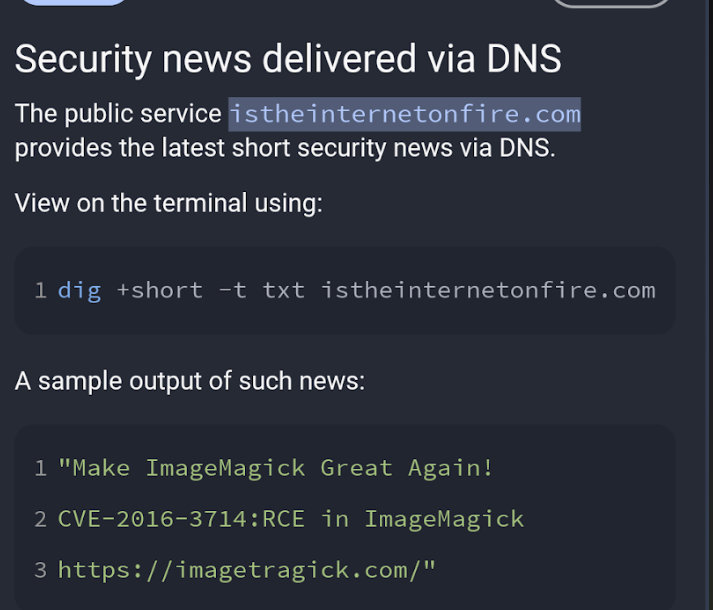 Security news delivered via DNS
The public service istheinternetonfire.com
provides the latest short security news via DNS.
View on the terminal using:
1 dig +short -t txt istheinternetonfire.com
A sample output of such news:
1 "Make ImageMagick Great Again!
2 CVE-2016-3714:RCE in ImageMagick
3 https://imagetragick.com/"